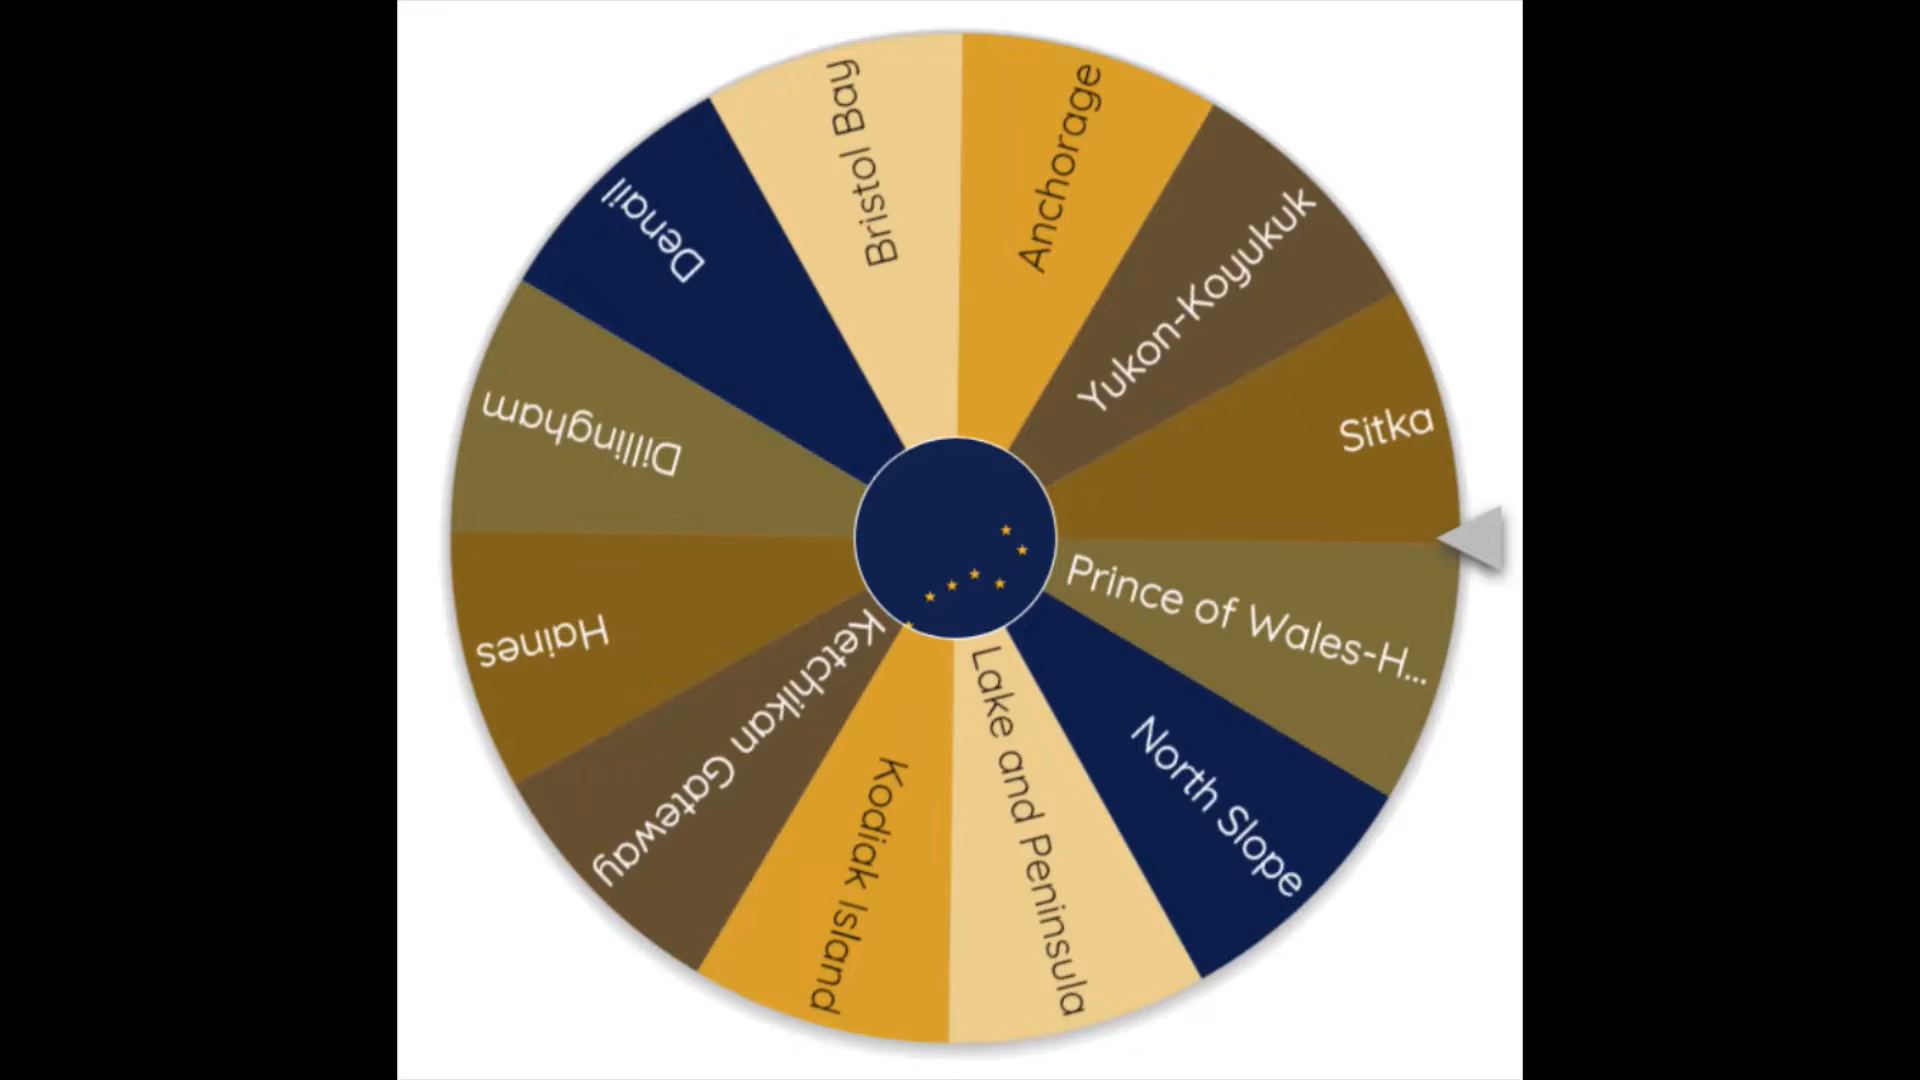 Anchorage
Yukon-Koyukuk
Sitka
Prince of Wales-H...
North Slope
Lake and Peninsula
Kodiak Island
Ketchikan Gateway
Haines
Dillingham
Denail
Bristol Bay